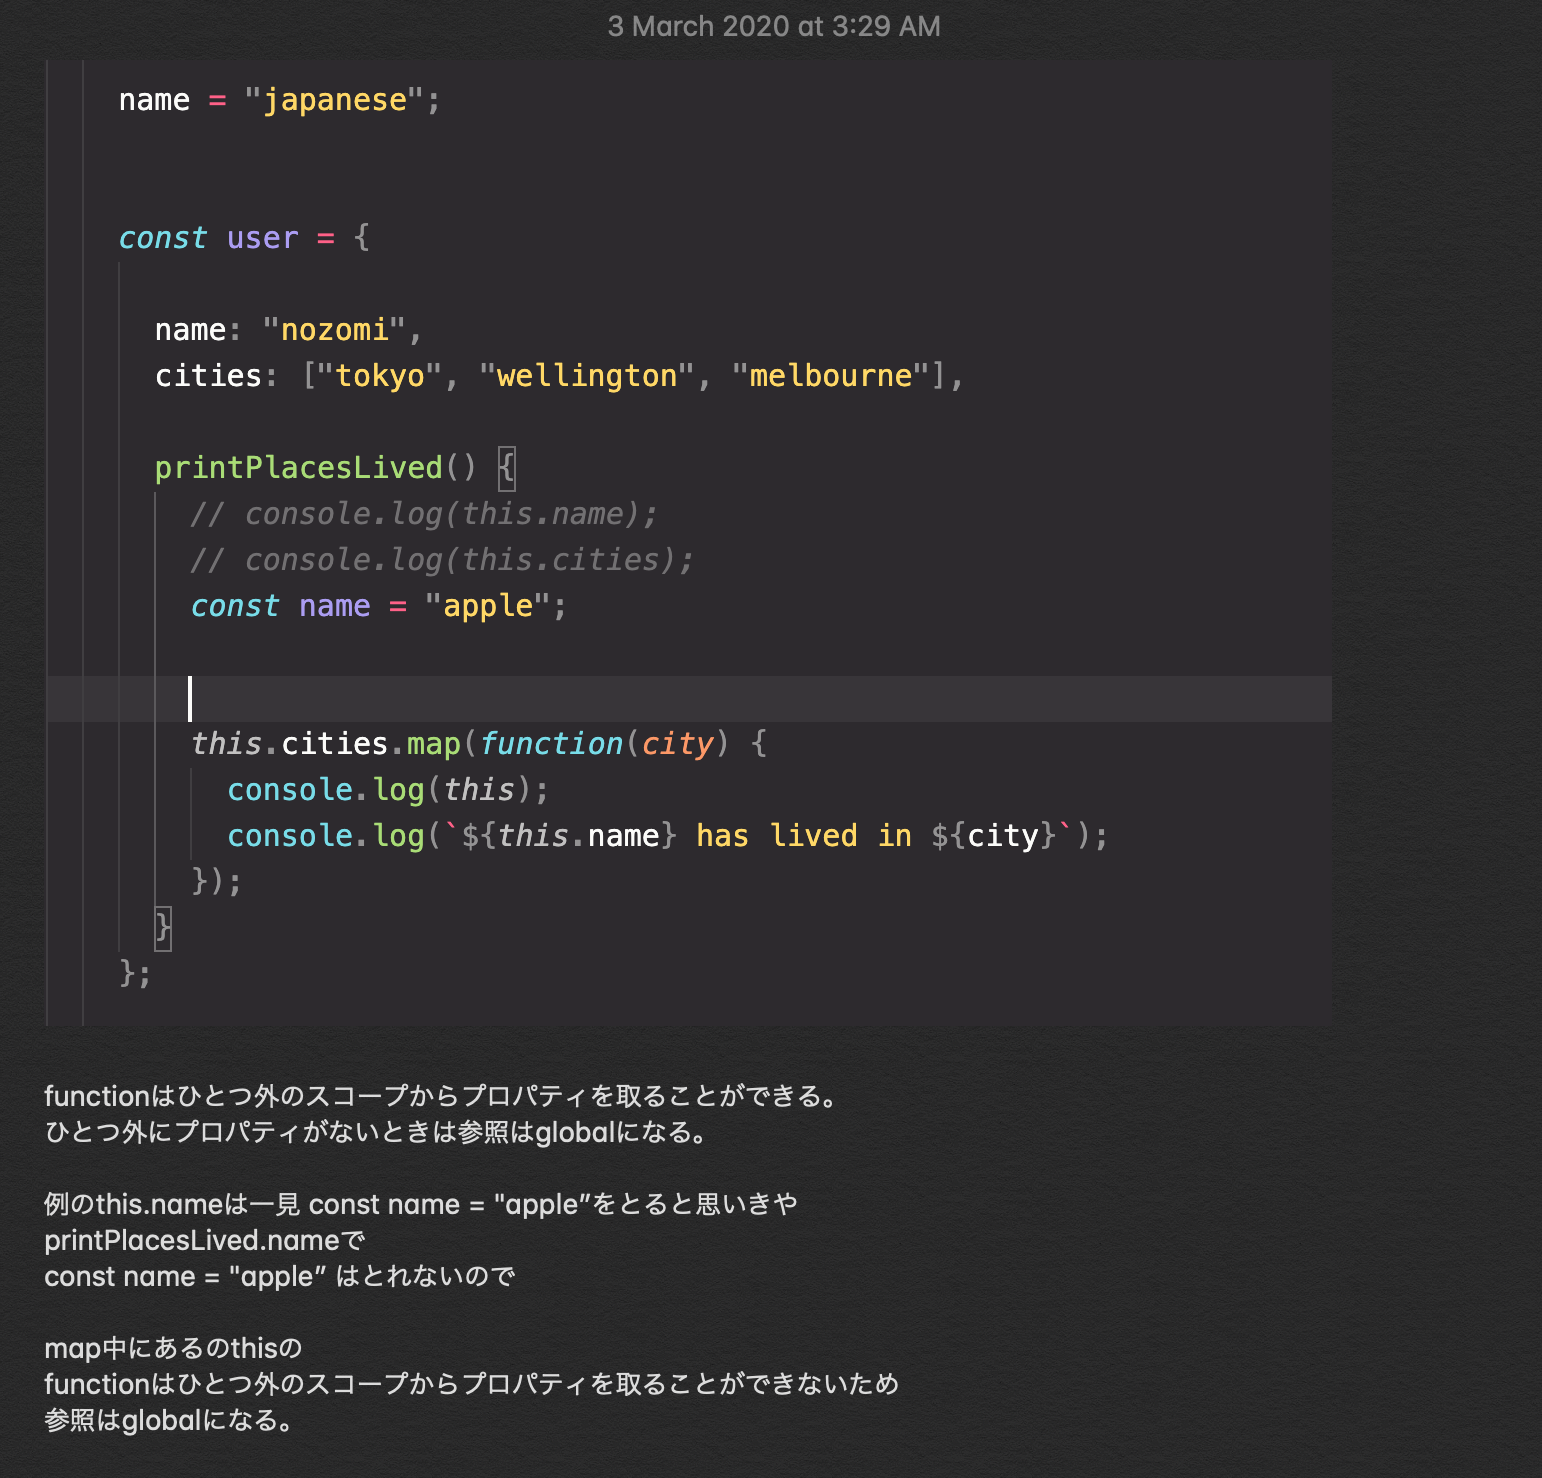 3 March 2020 at 3:29 AM
name = "japanese";
const user = {
name: "nozomi",
cities: ["tokyo", "wellington", "melbourne"],
printPlacesLived() {
// console.log(this.name);
// console.log(this.cities);
const name = "apple";
this.cities.map(function(city) {
console.log(this);
console.log(`${this.name} has lived in ${city}`);
});
}
};
functionはひとつ外のスコープからプロパティを取ることができる。
ひとつ外にプロパティがないときは参照はglobalになる。
例のthis.nameは一見 const name = "apple”をとると思いきや
printPlacesLived.nameで
const name = "apple” はとれないので
map中にあるのthisの
functionはひとつ外のスコープからプロパティを取ることができないため
参照はglobalになる。